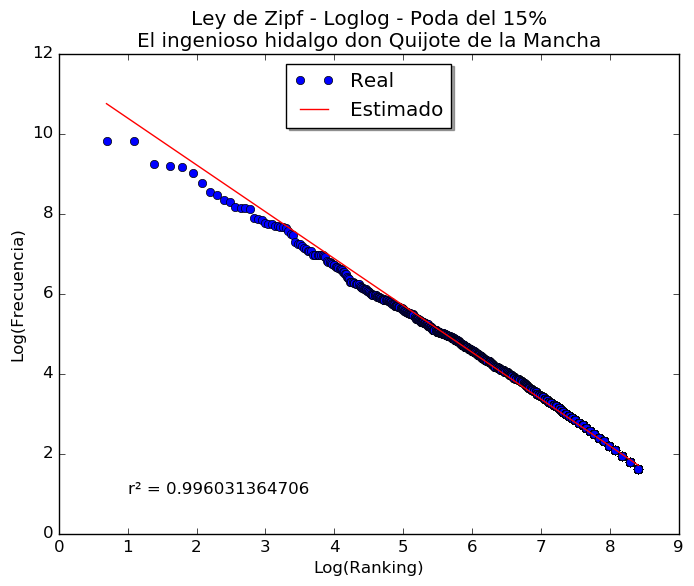 Ley de Zipf - Loglog - Poda del 15%
El ingenioso hidalgo don Quijote de la Mancha
12
10
8
6
4
2
0
Log(Frecuencia)
Real
Estimado
r² = 0.996031364706
0 1 2 3 4 5 6 7 8 9
Log(Ranking)